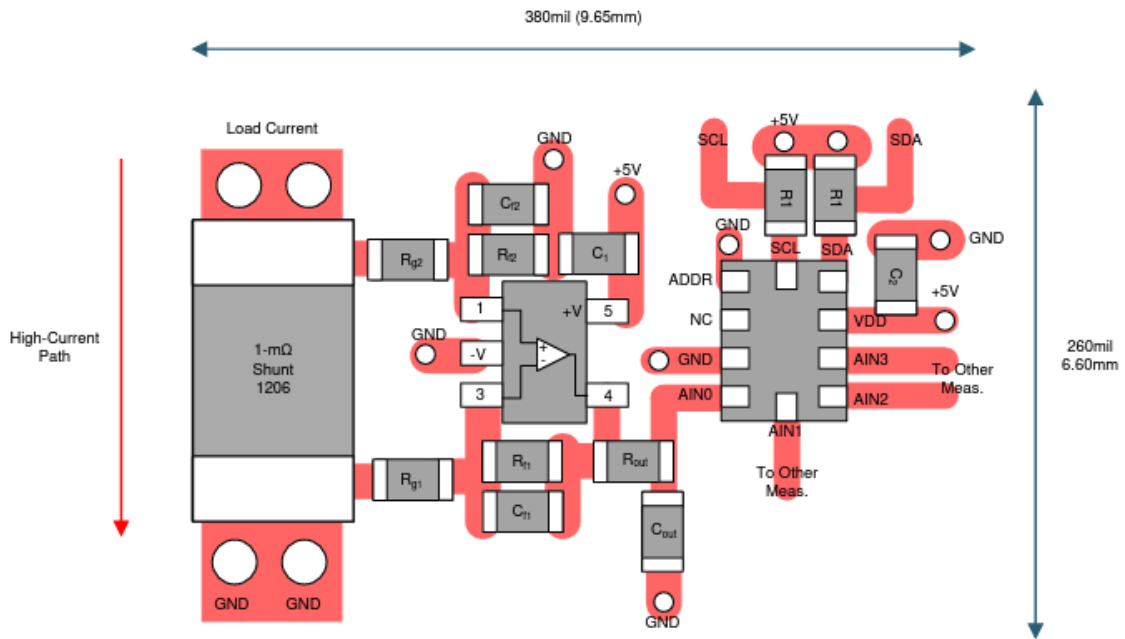 380mil (9.65mm)
Load Current
GND
+5V
SCL
+5V
SDA
Cf2
R1
R1
Rg2
Rf2
C1
GND
SCL
SDA
C2
GND
ADDR
+5V
1
+V
5
NC
VDD
High-Current
Path
1-mΩ
Shunt
1206
GND
-V
+
-
GND
AIN3
260mil
6.60mm
To Other
Meas.
3
4
AIN0
AIN2
AIN1
Rg1
Rf1
Rout
To Other
Meas.
Cf1
Cout
GND
GND
GND